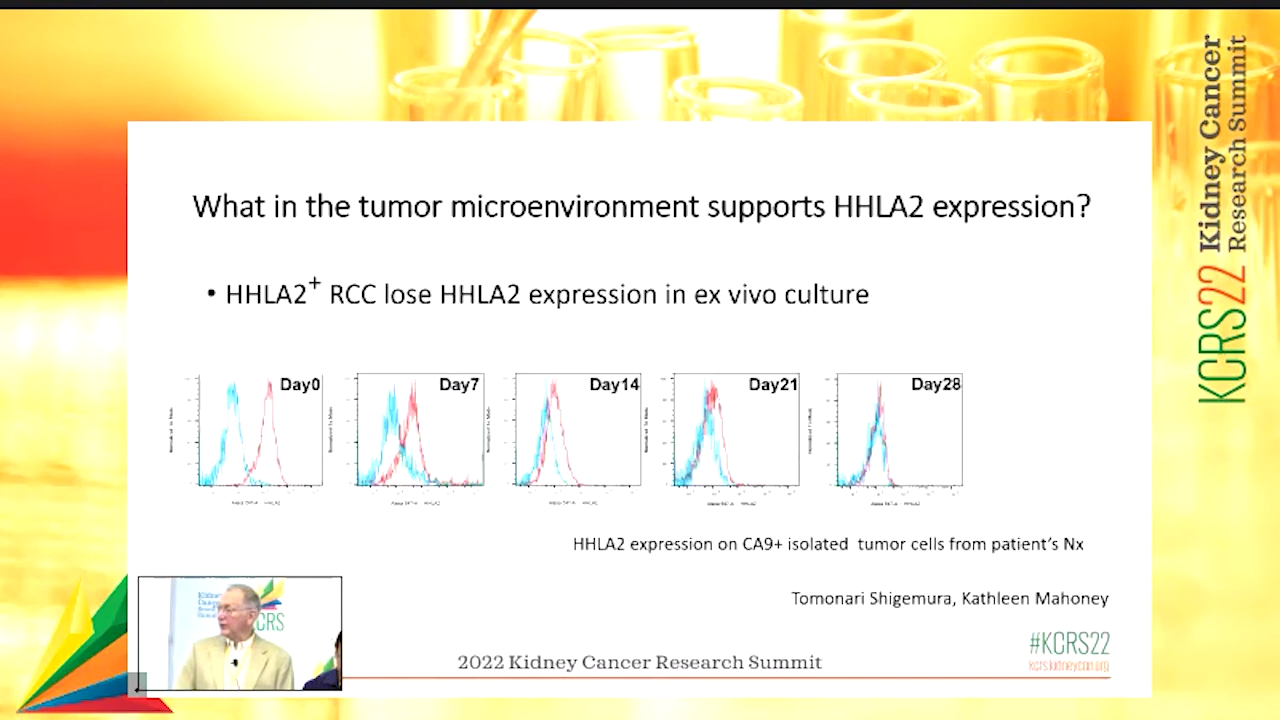 What in the tumor microenvironment supports HHLA2 expression?
• HHLA2+ RCC lose HHLA2 expression in ex vivo culture
Day0
Day7
Day14
Day21
Day28
HHLA2 expression on CA9+ isolated tumor cells from patient's Nx
Tomonari Shigemura, Kathleen Mahoney
#KCRS22
kcrs.kidneycan.org
2022 Kidney Cancer Research Summit
KCRS22 Kidney Cancer
Research Summit